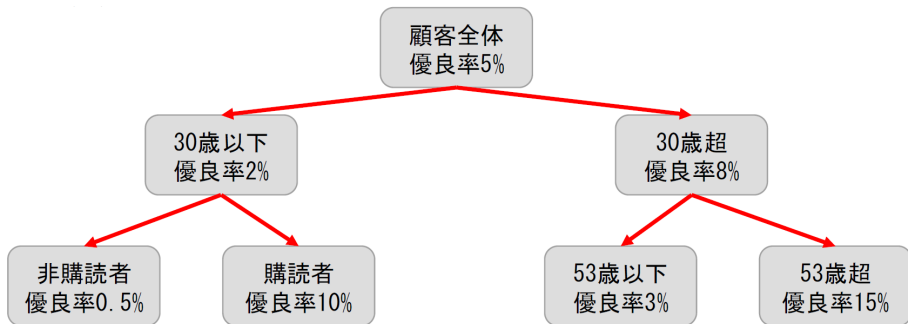 顧客全体
優良率5%
30歳以下
優良率2%
30歳超
優良率8%
非購読者
優良率0.5%
購読者
優良率10%
53歳以下
優良率3%
53歳超
優良率15%